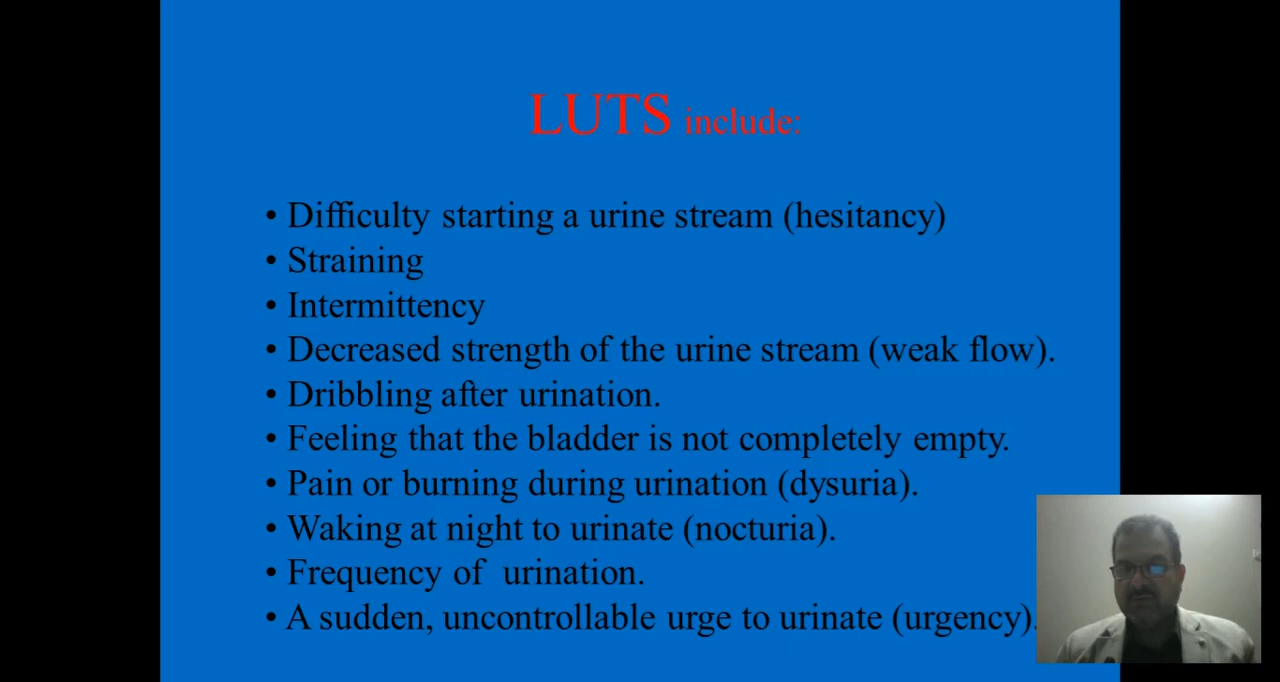 LUTS include:
• Difficulty starting a urine stream (hesitancy)
• Straining
• Intermittency
• Decreased strength of the urine stream (weak flow).
• Dribbling after urination.
• Feeling that the bladder is not completely empty.
• Pain or burning during urination (dysuria).
• Waking at night to urinate (nocturia).
• Frequency of  urination.
• A sudden, uncontrollable urge to urinate (urgency).